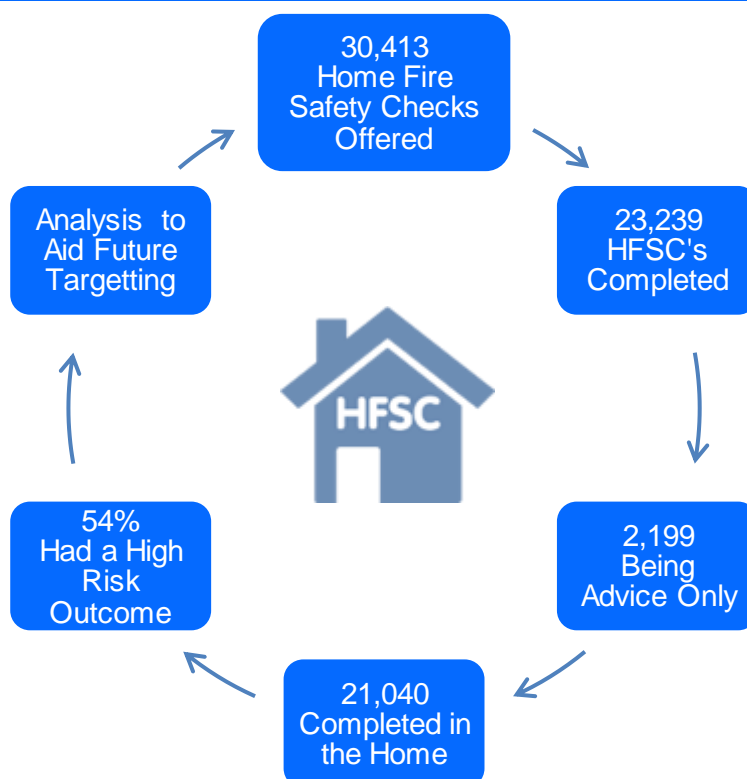 30,413
Home Fire
Safety Checks
Offered
23,239
HFSC's
Completed
2,199
Being
Advice Only
21,040
Completed in
the Home
54%
Had a High
Risk
Outcome
Analysis to
Aid Future
Targetting
HFSC